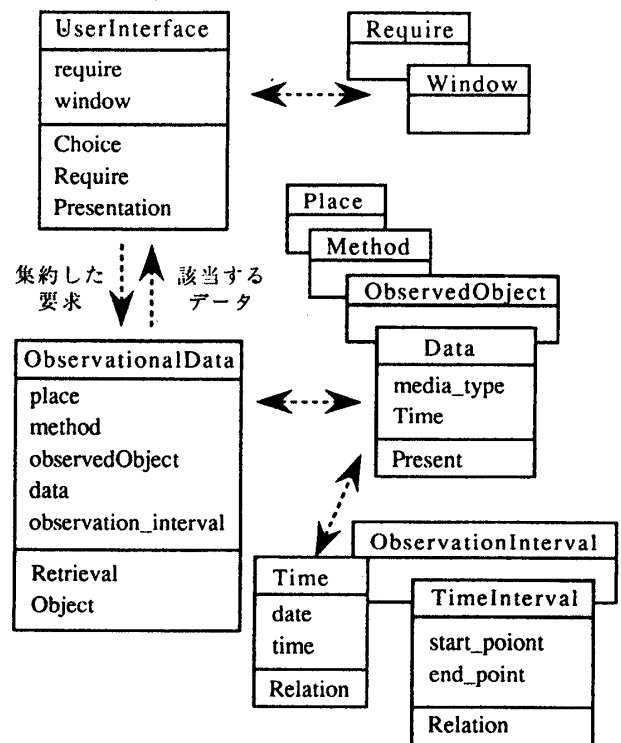 UserInterface
require
window
Choice
Require
Presentation
Require
Window
集約した
要求
該当する
データ
Place
Method
ObservedObject
Data
media_type
Time
Present
ObservationalData
place
method
observedObject
data
observation_interval
Retrieval
Object
Time
date
time
Relation
ObservationInterval
TimeInterval
start_poiont
end_point
Relation